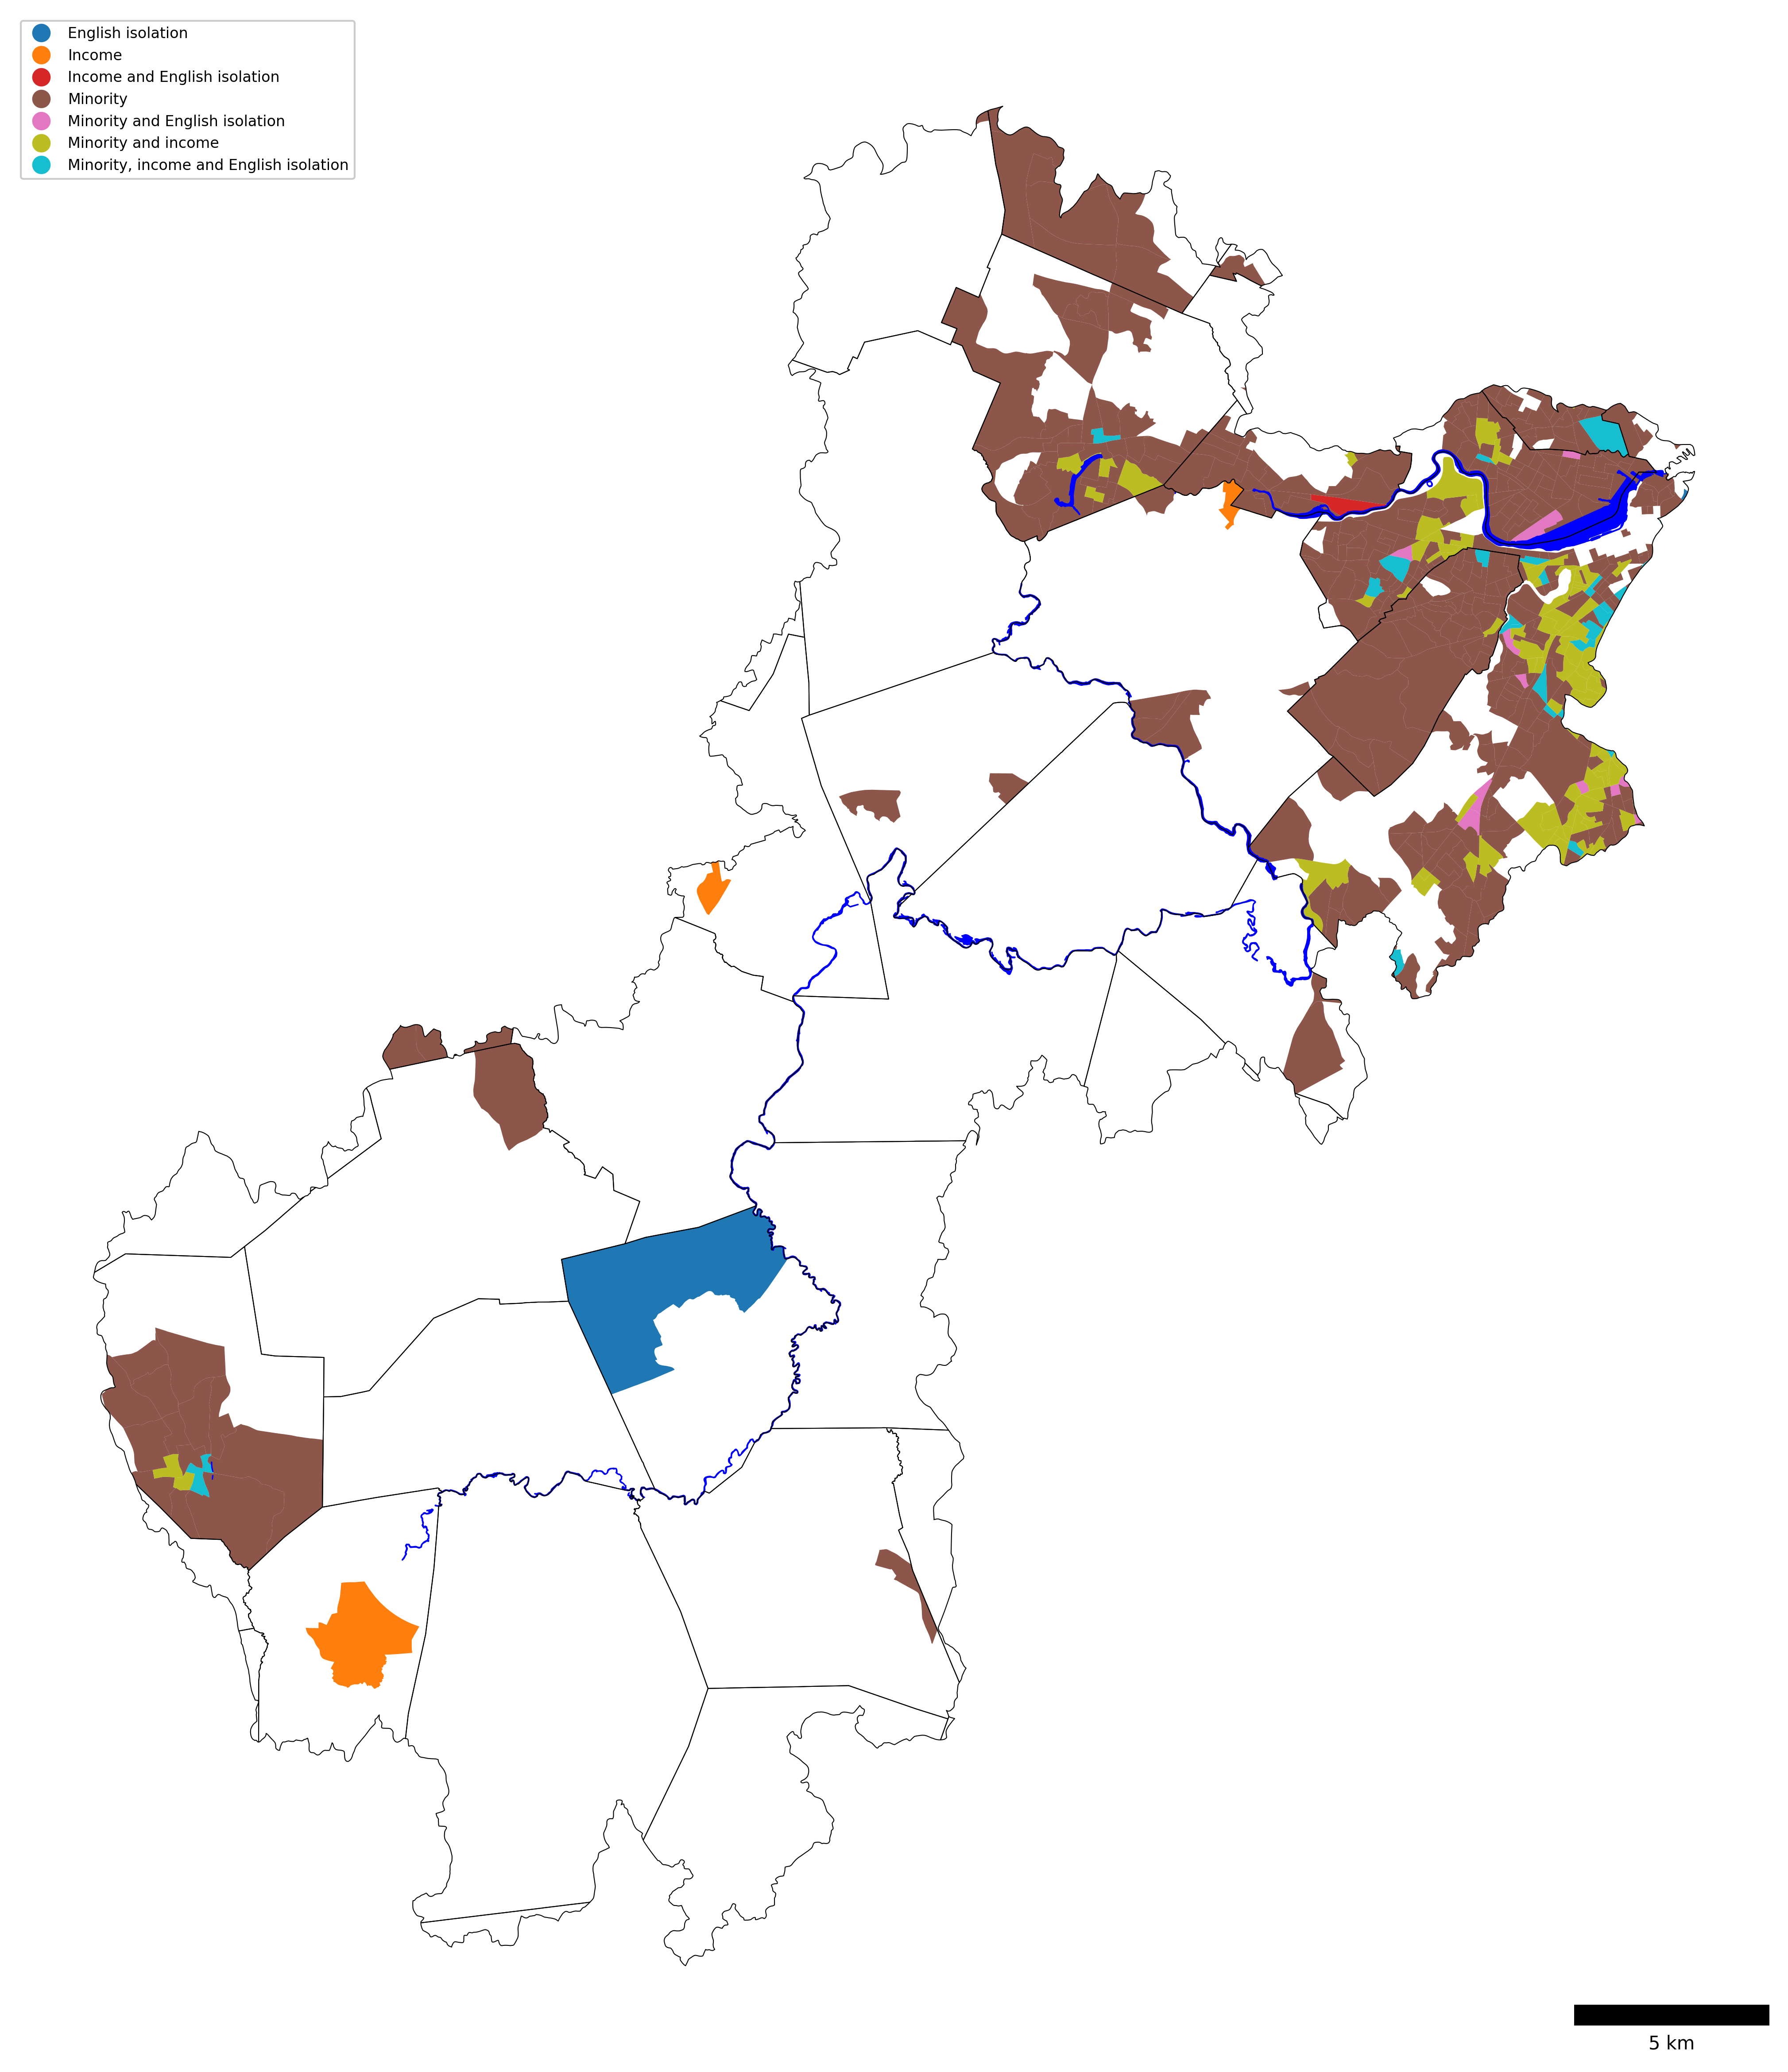 English isolation
Income
Income and English isolation
Minority
Minority and English isolation
Minority and income
Minority, income and English isolation
5 km